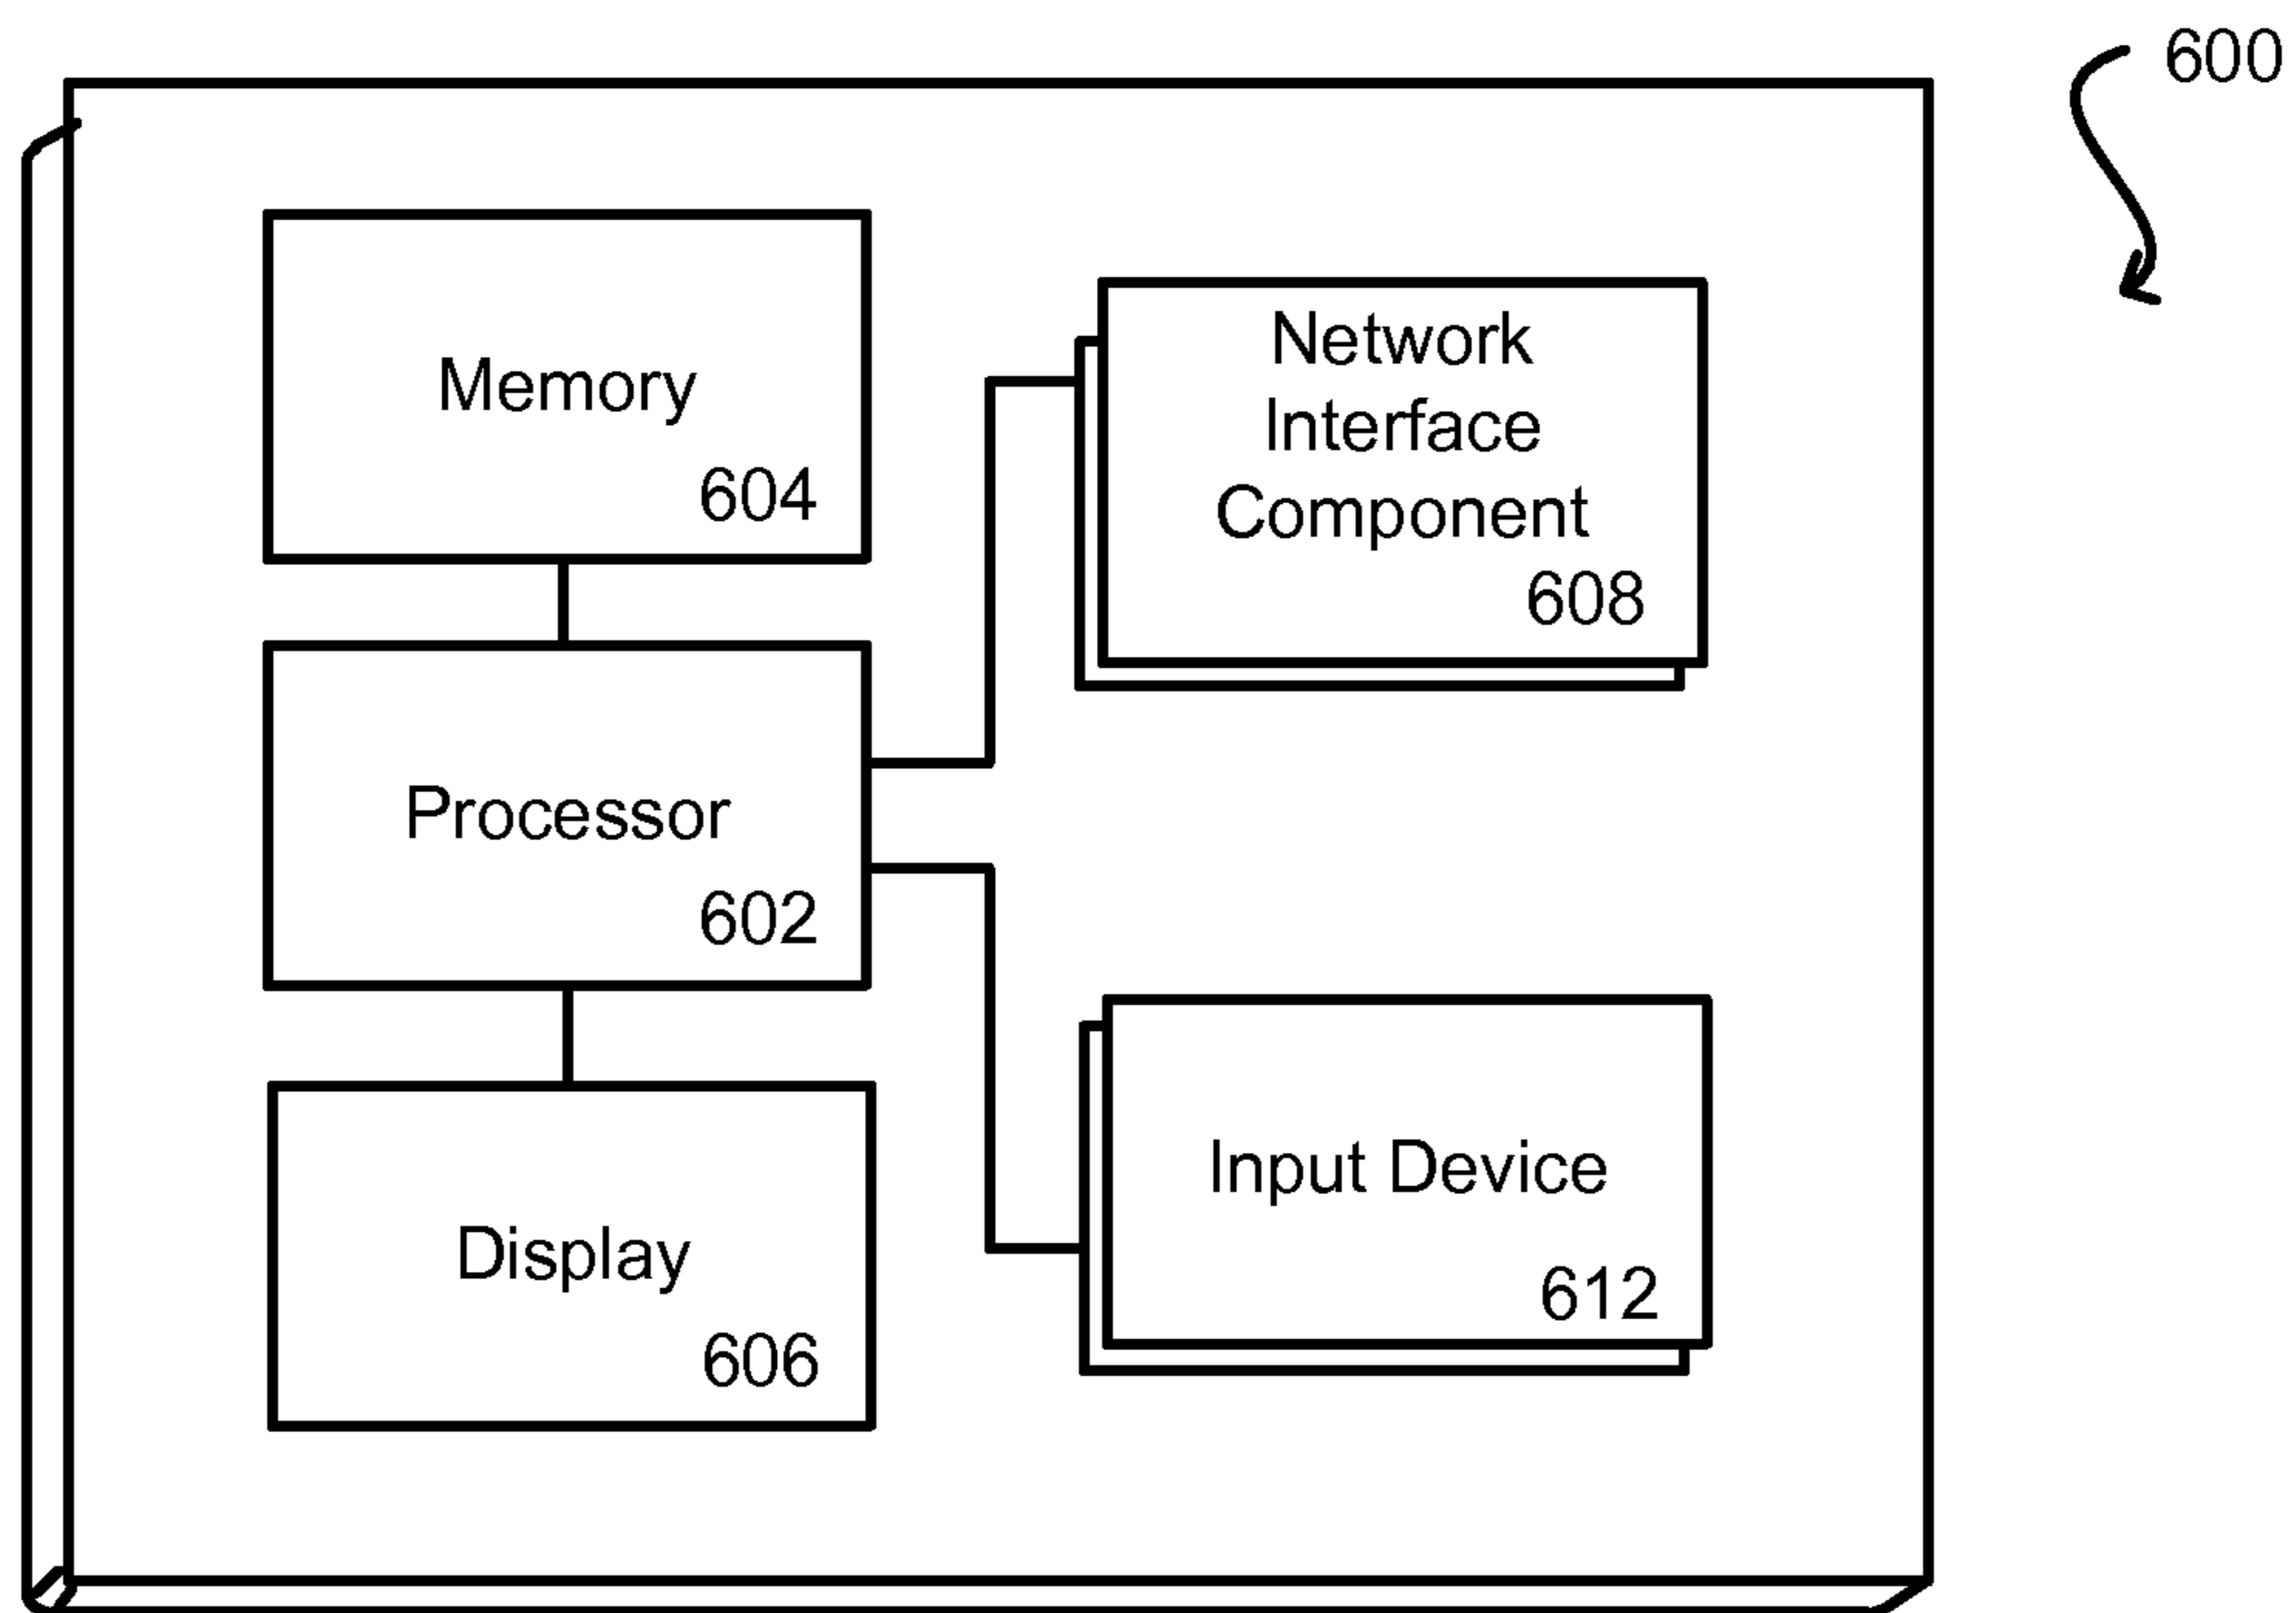 600
Memory
604
Network
Interface
Component
608
Processor
602
Input Device
612
Display
606